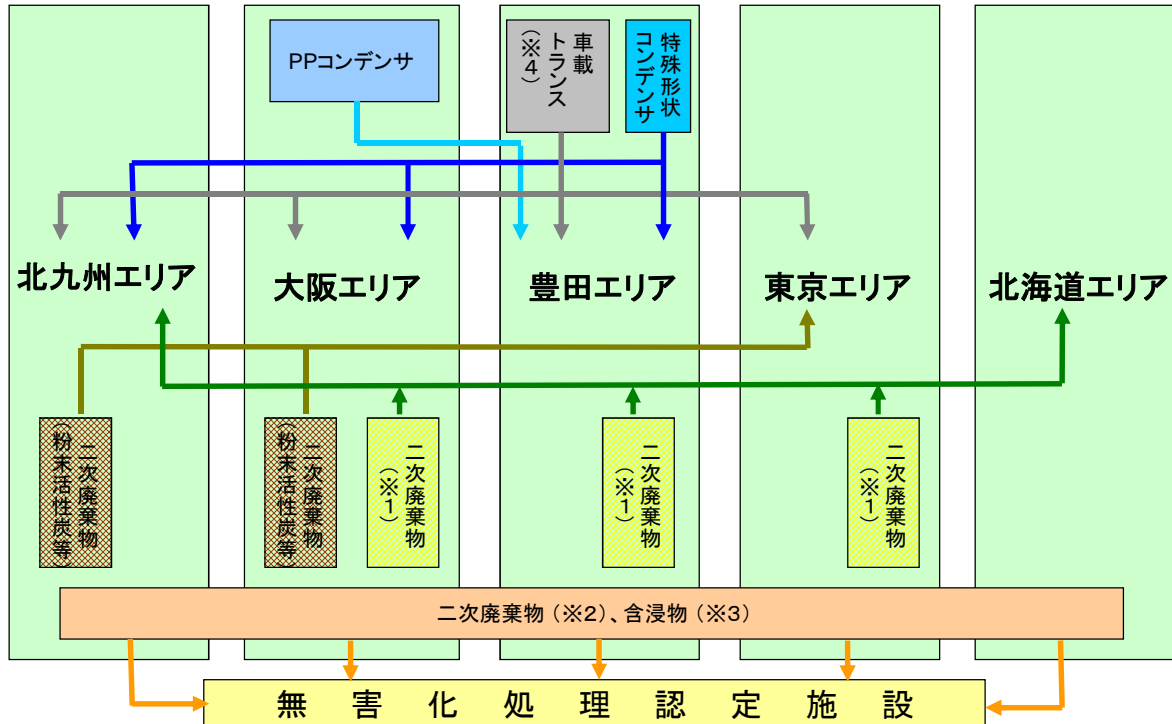 PPコンデンサ
車載
トランス
(※4)
特殊形状
コンデンサ
北九州エリア
大阪エリア
豊田エリア
東京エリア
北海道エリア
二次廃棄物
(粉末活性炭等)
二次廃棄物
(粉末活性炭等)
二次廃棄物
(※1)
二次廃棄物
(※1)
二次廃棄物
(※1)
二次廃棄物(※2)、含浸物(※3)
無害化処理認定施設